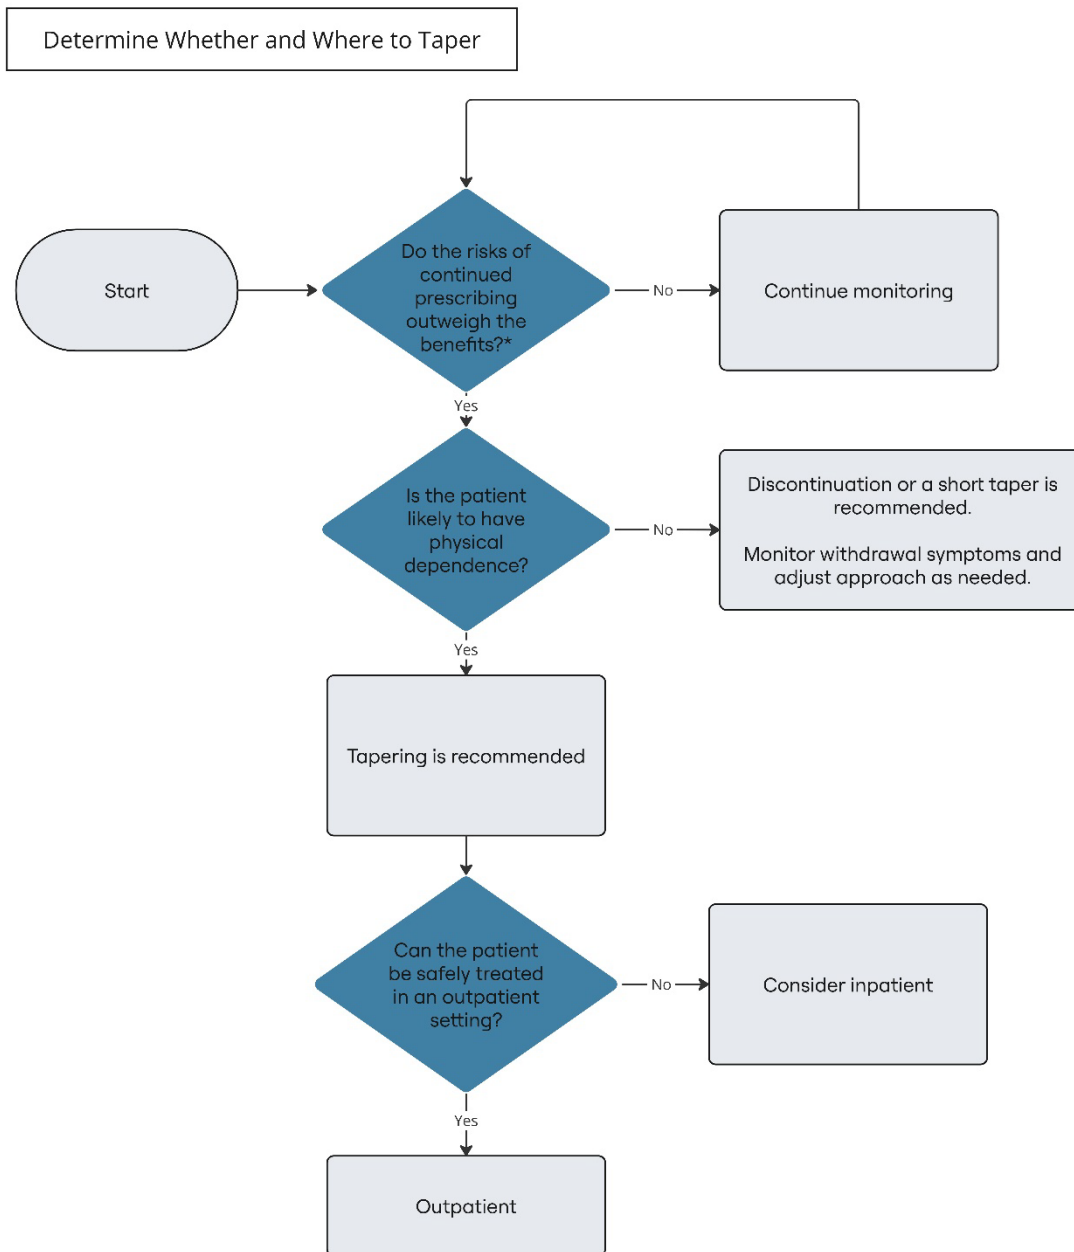 Determine Whether and Where to Taper
Start
Do the risks of
continued
prescribing
outweigh the
benefits?*
No
Continue monitoring
Yes
Is the patient
likely to have
physical
dependence?
No
Discontinuation or a short taper is
recommended.
Monitor withdrawal symptoms and
adjust approach as needed.
Yes
Tapering is recommended
Can the patient
be safely treated
in an outpatient
setting?
No
Consider inpatient
Yes
Outpatient